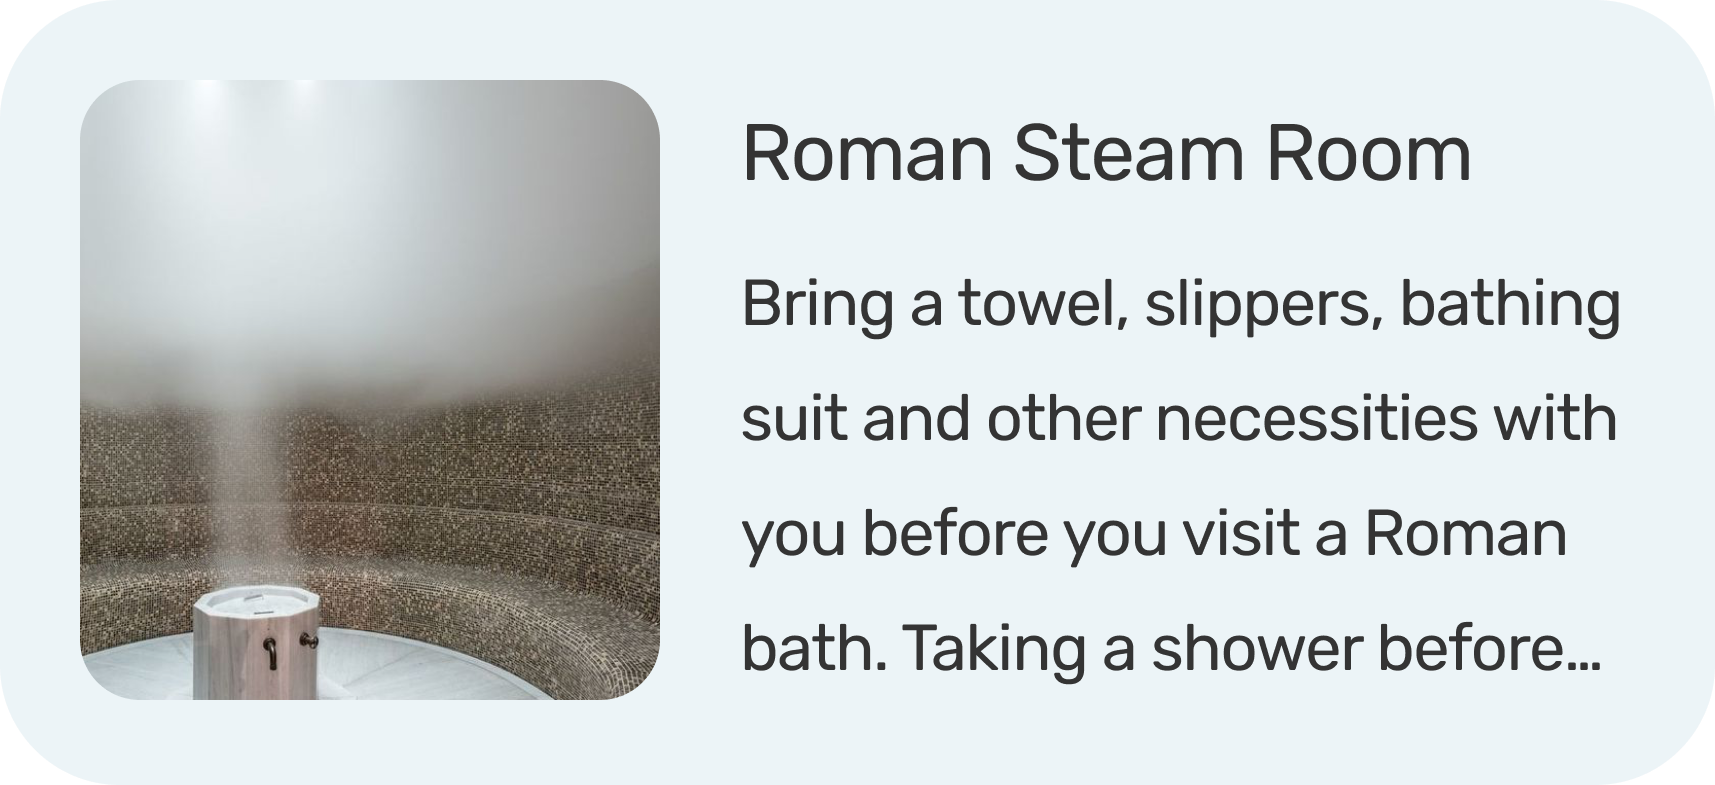 Roman Steam Room
Bring a towel, slippers, bathing
suit and other necessities with
you before you visit a Roman
bath. Taking a shower before...